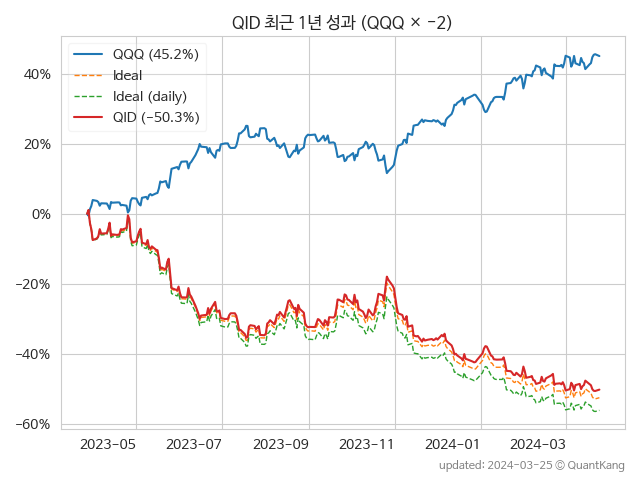 QID 최근 1년 성과 (QQQ × −2)
QQQ (45.2%)
Ideal
Ideal (daily)
QID (−50.3%)
40%
20%
0%
−20%
−40%
−60%
2023−05
2023−07
2023−09
2023−11
2024−01
2024−03
updated: 2024−03−25 ⓒ QuantKang